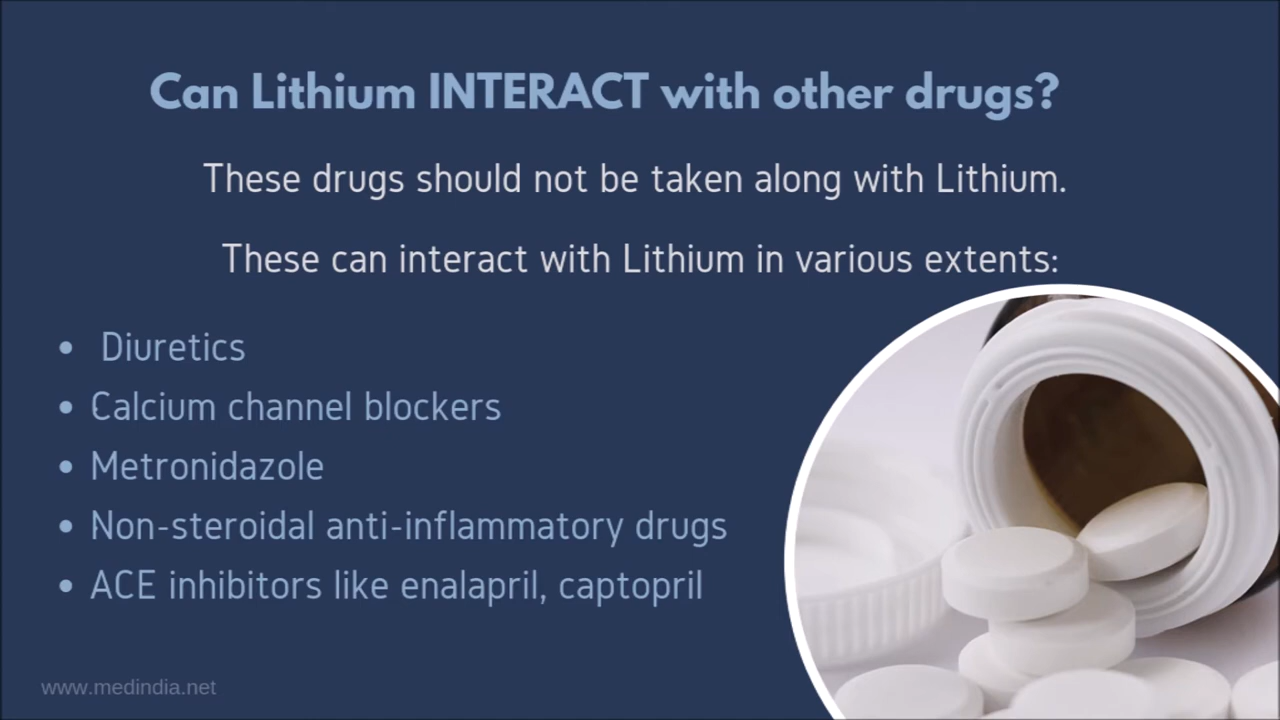 Can Lithium INTERACT with other drugs?
These drugs should not be taken along with Lithium.
These can interact with Lithium in various extents:
• Diuretics
• Calcium channel blockers
• Metronidazole
• Non-steroidal anti-inflammatory drugs
• ACE inhibitors like enalapril, captopril
www.medindia.net